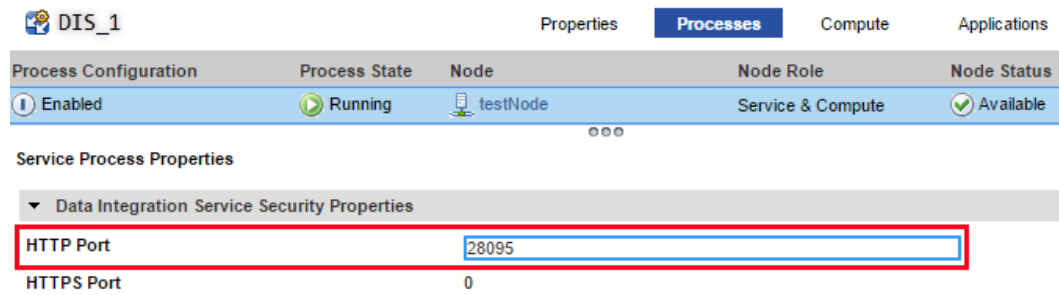 DIS_1 Properties Processes Compute Applications
Process Configuration Process State Node Node Role Node Status
Enabled Running testNode Service & Compute Available
Service Process Properties
Data Integration Service Security Properties
HTTP Port 28095
HTTPS Port 0